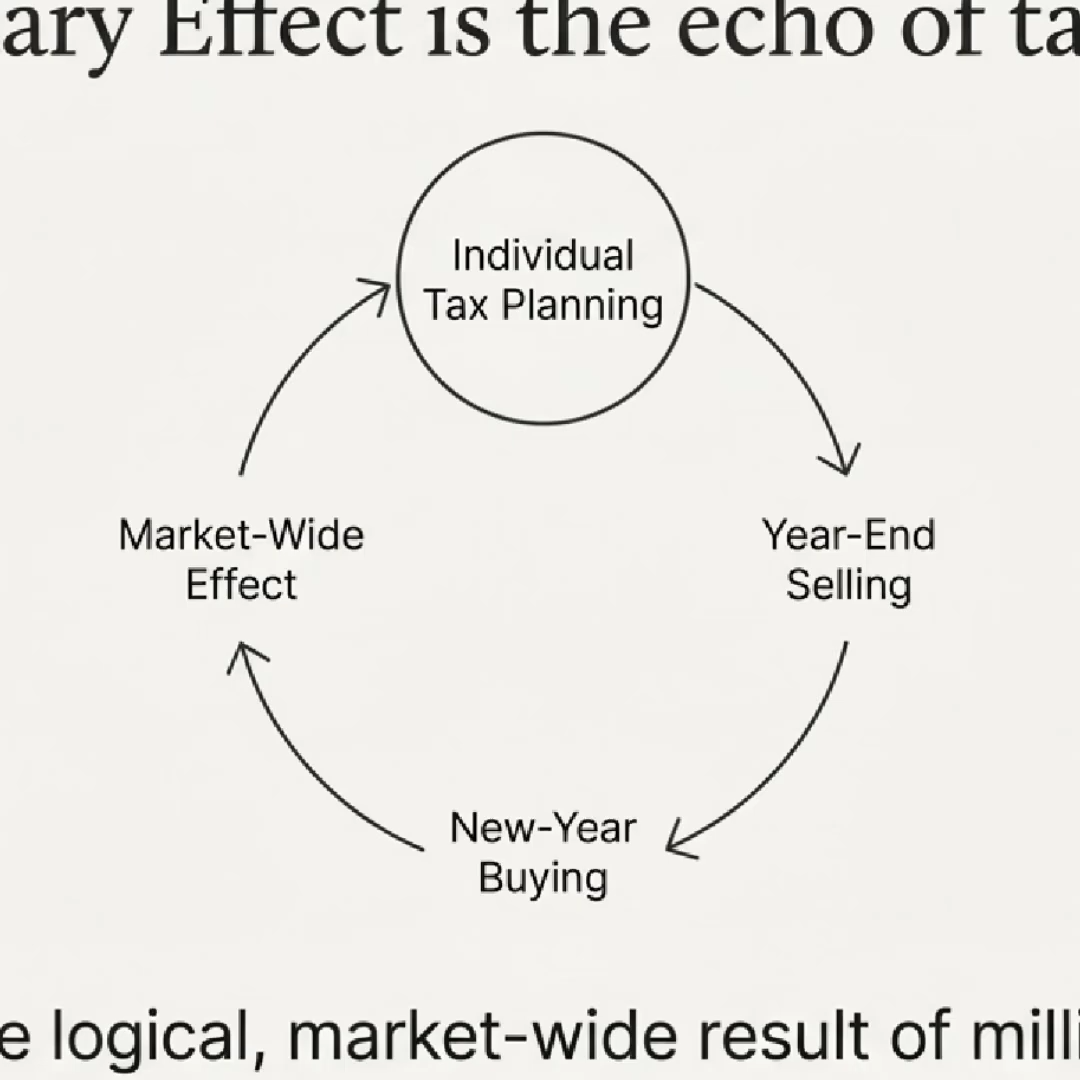 ary Effect is the echo of ta
Individual
Tax Planning
Market-Wide
Effect
Year-End
Selling
New-Year
Buying
e logical, market-wide result of milli